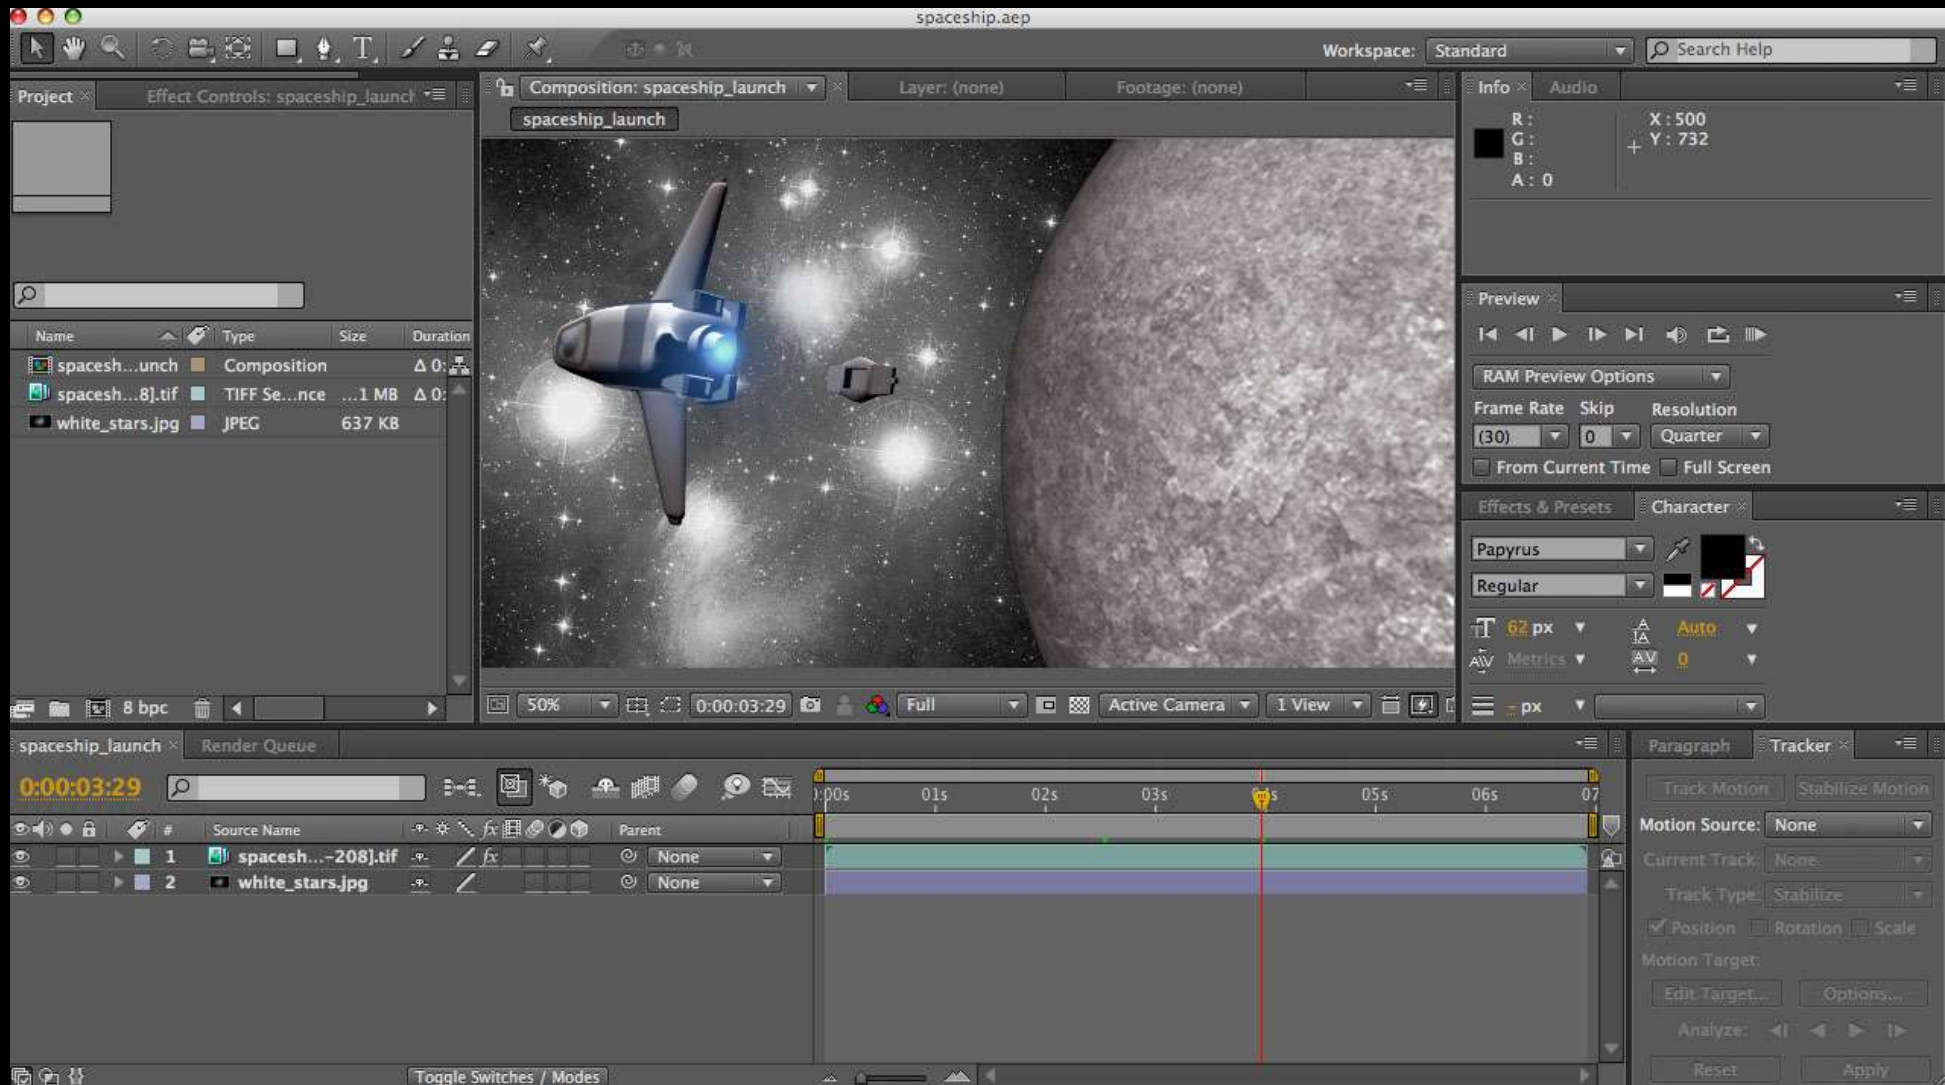 spaceship.aep
Workspace: Standard
Search Help
Project
Effect Controls: spaceship_launch
Composition: spaceship_launch
Layer: (none)
Footage: (none)
Info
Audio
spaceship_launch
R :
G :
B :
A : 0
X : 500
Y : 732
Preview
Name Type Size Duration
spacesh...unch Composition Δ 0:
spacesh...8].tif TIFF Se...nce ...1 MB Δ 0:
white_stars.jpg JPEG 637 KB
RAM Preview Options
Frame Rate Skip Resolution
(30) 0 Quarter
From Current Time Full Screen
Effects & Presets
Character
Papyrus
Regular
62 px Auto
Metrics 0
- px
8 bpc
50%
0:00:03:29
Full
Active Camera
1 View
spaceship_launch
Render Queue
Paragraph
Tracker
0:00:03:29
):00s 01s 02s 03s 04s 05s 06s 07
# Source Name Parent
1 spacesh...-208].tif fx None
2 white_stars.jpg None
Track Motion Stabilize Motion
Motion Source: None
Current Track: None
Track Type: Stabilize
Position Rotation Scale
Motion Target:
Edit Target... Options...
Analyze:
Reset Apply
Toggle Switches / Modes